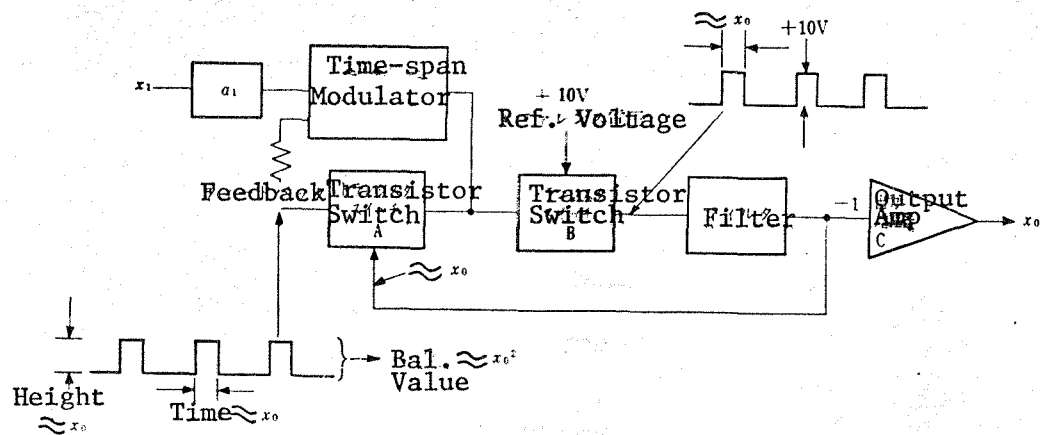 ≈ x₀
+10V
Time-span
Modulator
x₁
a₁
+ 10V
Ref. Voltage
Feedback
Transistor
Switch
A
Transistor
Switch
B
Filter
−1
Output
Amp
C
x₀
≈ x₀
Bal. ≈ x₀²
Value
Height
≈ x₀
Time ≈ x₀